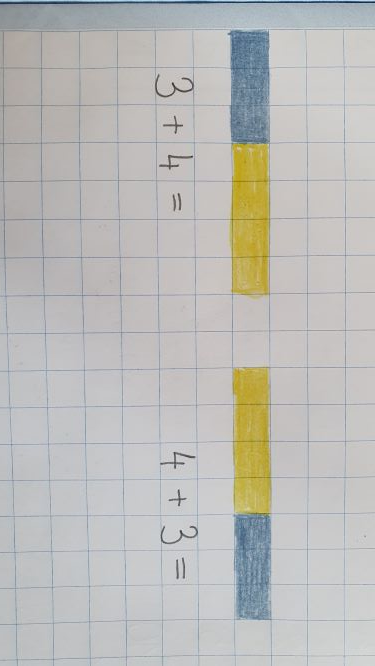 3 + 4 =
4 + 3 =